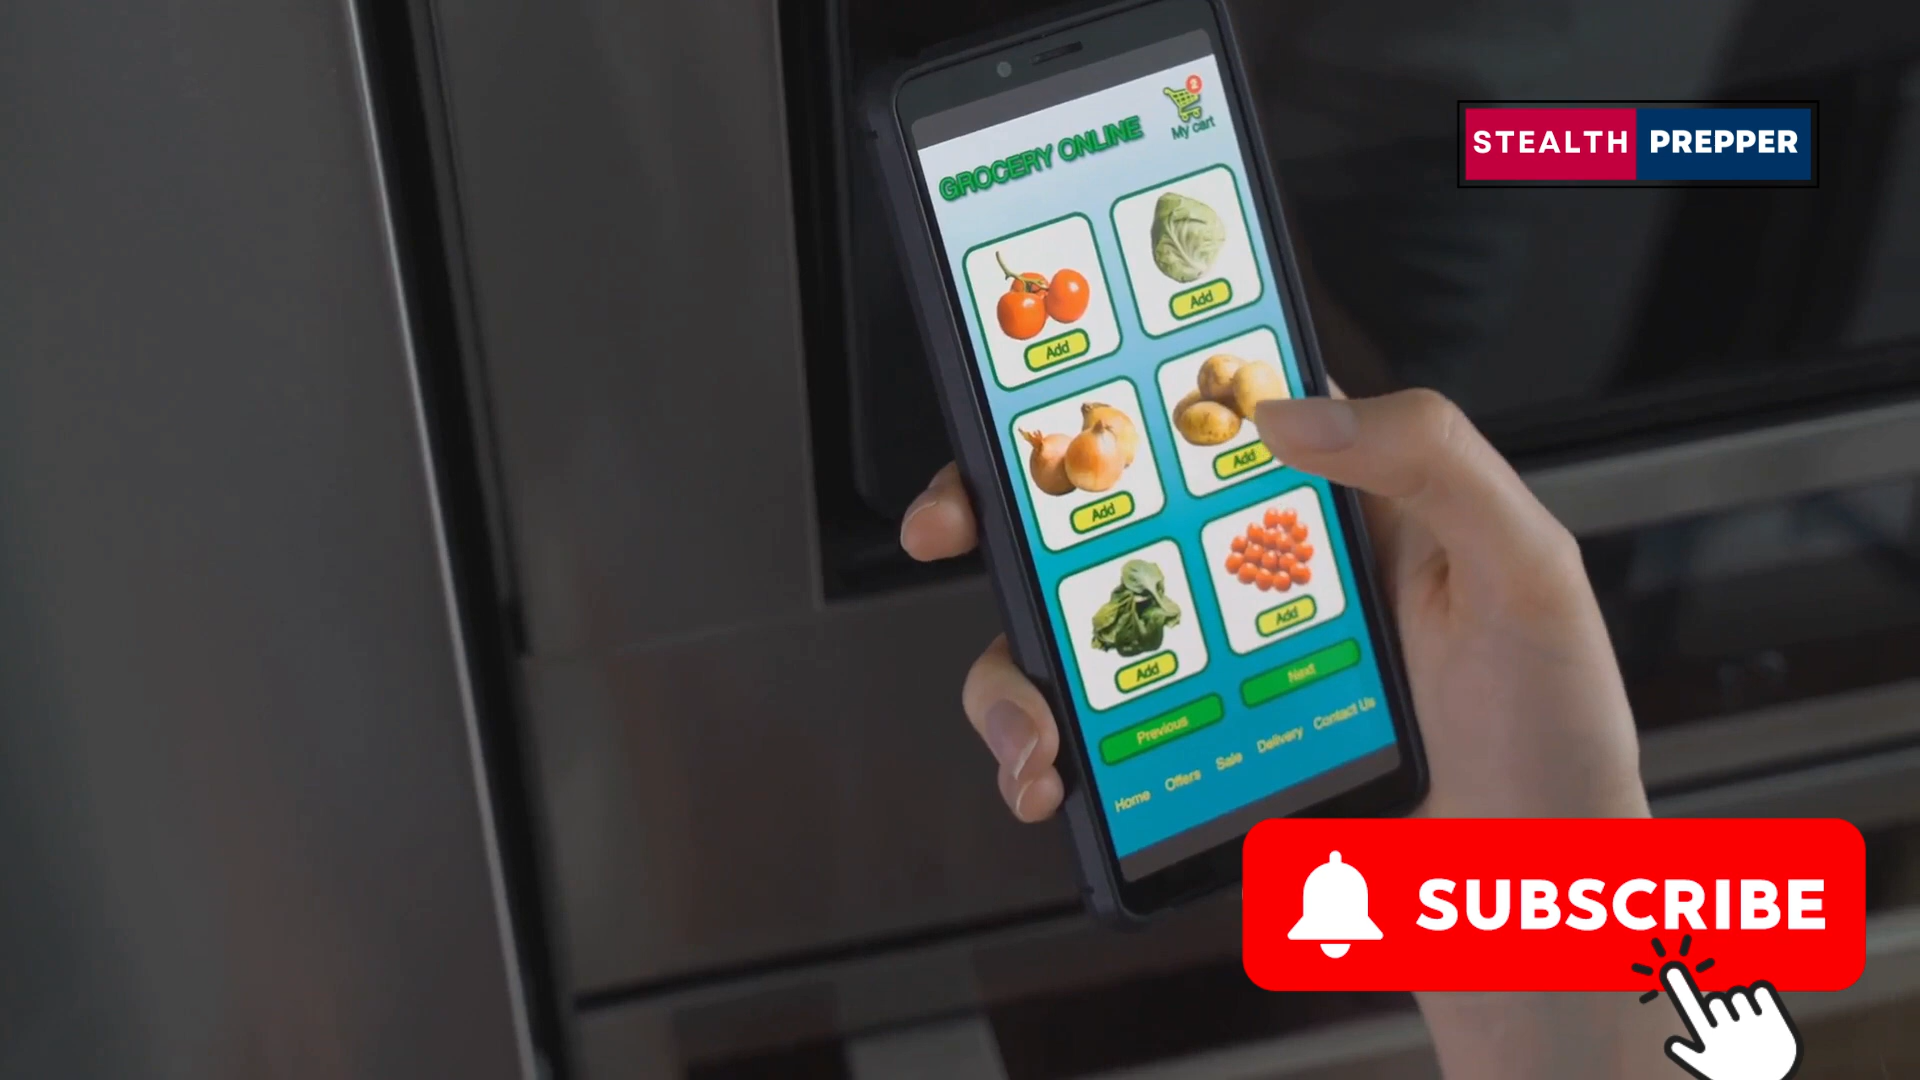 STEALTH PREPPER
GROCERY ONLINE
2
My cart
Add
Add
Add
Add
Add
Add
Previous
Next
Home Offers Sale Delivery Contact Us
SUBSCRIBE